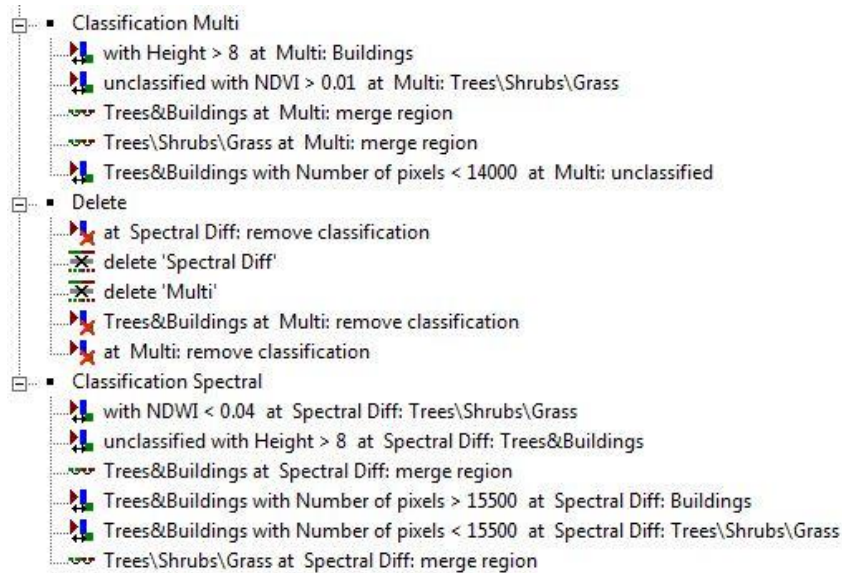 Classification Multi
with Height > 8 at Multi: Buildings
unclassified with NDVI > 0.01 at Multi: Trees\Shrubs\Grass
Trees&Buildings at Multi: merge region
Trees\Shrubs\Grass at Multi: merge region
Trees&Buildings with Number of pixels < 14000 at Multi: unclassified
Delete
at Spectral Diff: remove classification
delete 'Spectral Diff'
delete 'Multi'
Trees&Buildings at Multi: remove classification
at Multi: remove classification
Classification Spectral
with NDWI < 0.04 at Spectral Diff: Trees\Shrubs\Grass
unclassified with Height > 8 at Spectral Diff: Trees&Buildings
Trees&Buildings at Spectral Diff: merge region
Trees&Buildings with Number of pixels > 15500 at Spectral Diff: Buildings
Trees&Buildings with Number of pixels < 15500 at Spectral Diff: Trees\Shrubs\Grass
Trees\Shrubs\Grass at Spectral Diff: merge region